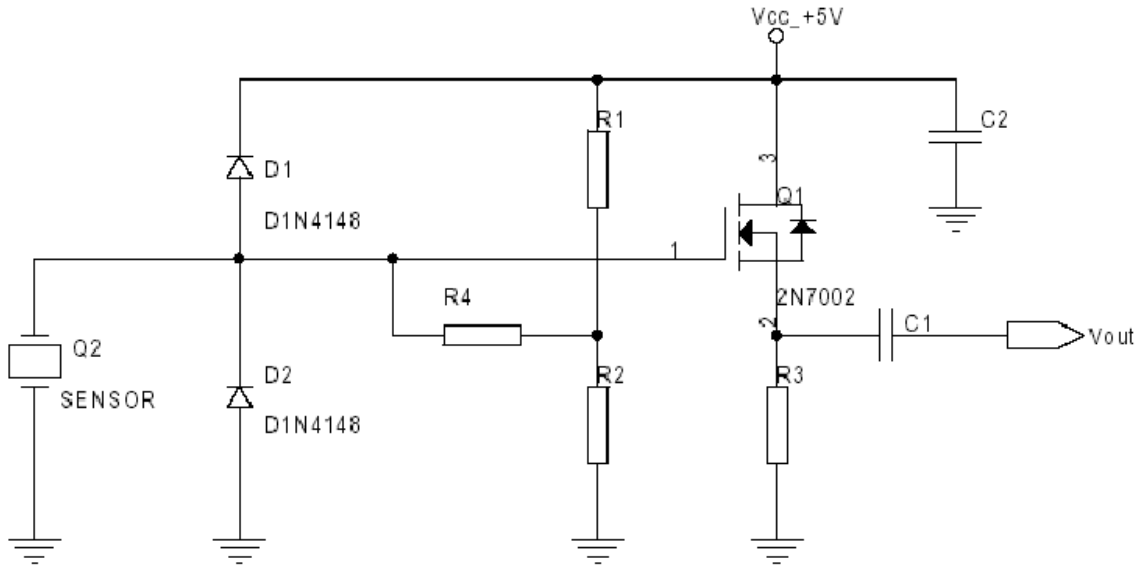 Vcc_+5V
R1
C2
D1
3
Q1
D1N4148
1
R4
2N7002
2
C1
Vout
Q2
D2
R2
R3
SENSOR
D1N4148